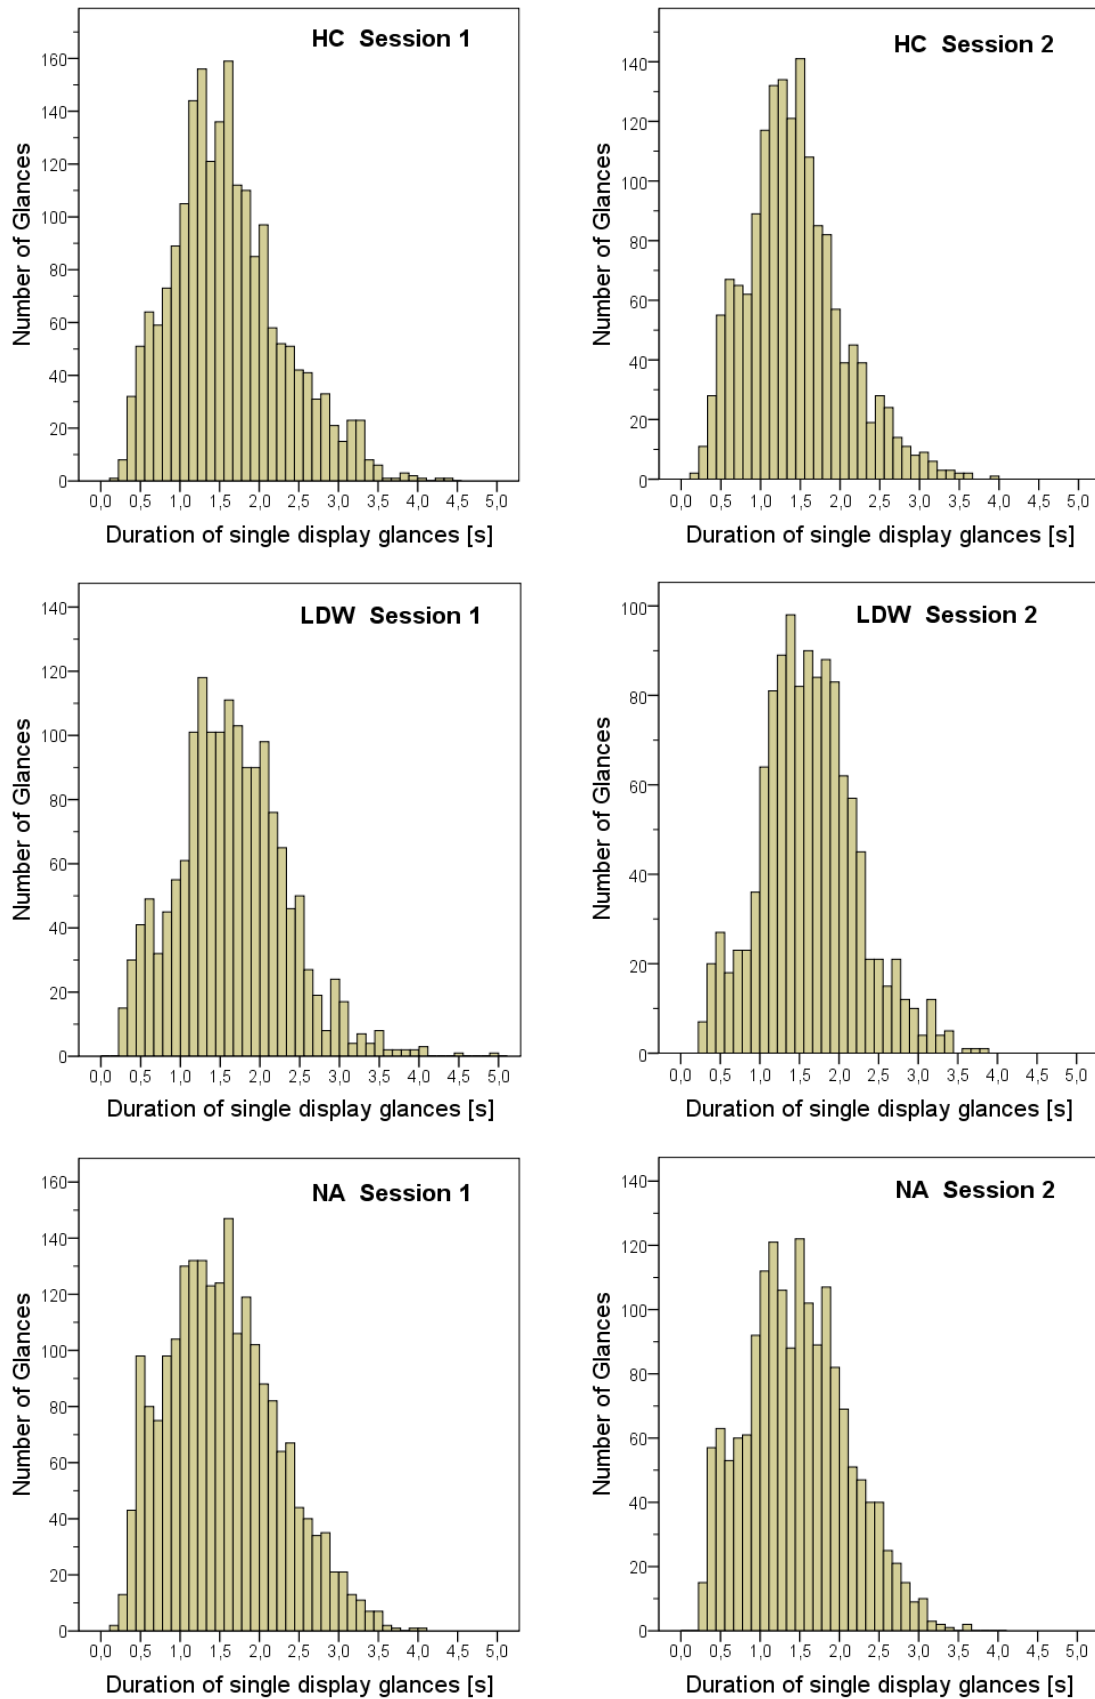 HC Session 1
Number of Glances
160
140
120
100
80
60
40
20
0
0,0 0,5 1,0 1,5 2,0 2,5 3,0 3,5 4,0 4,5 5,0
Duration of single display glances [s]
HC Session 2
Number of Glances
140
120
100
80
60
40
20
0
0,0 0,5 1,0 1,5 2,0 2,5 3,0 3,5 4,0 4,5 5,0
Duration of single display glances [s]
LDW Session 1
Number of Glances
140
120
100
80
60
40
20
0
0,0 0,5 1,0 1,5 2,0 2,5 3,0 3,5 4,0 4,5 5,0
Duration of single display glances [s]
LDW Session 2
Number of Glances
100
80
60
40
20
0
0,0 0,5 1,0 1,5 2,0 2,5 3,0 3,5 4,0 4,5 5,0
Duration of single display glances [s]
NA Session 1
Number of Glances
160
140
120
100
80
60
40
20
0
0,0 0,5 1,0 1,5 2,0 2,5 3,0 3,5 4,0 4,5 5,0
Duration of single display glances [s]
NA Session 2
Number of Glances
140
120
100
80
60
40
20
0
0,0 0,5 1,0 1,5 2,0 2,5 3,0 3,5 4,0 4,5 5,0
Duration of single display glances [s]